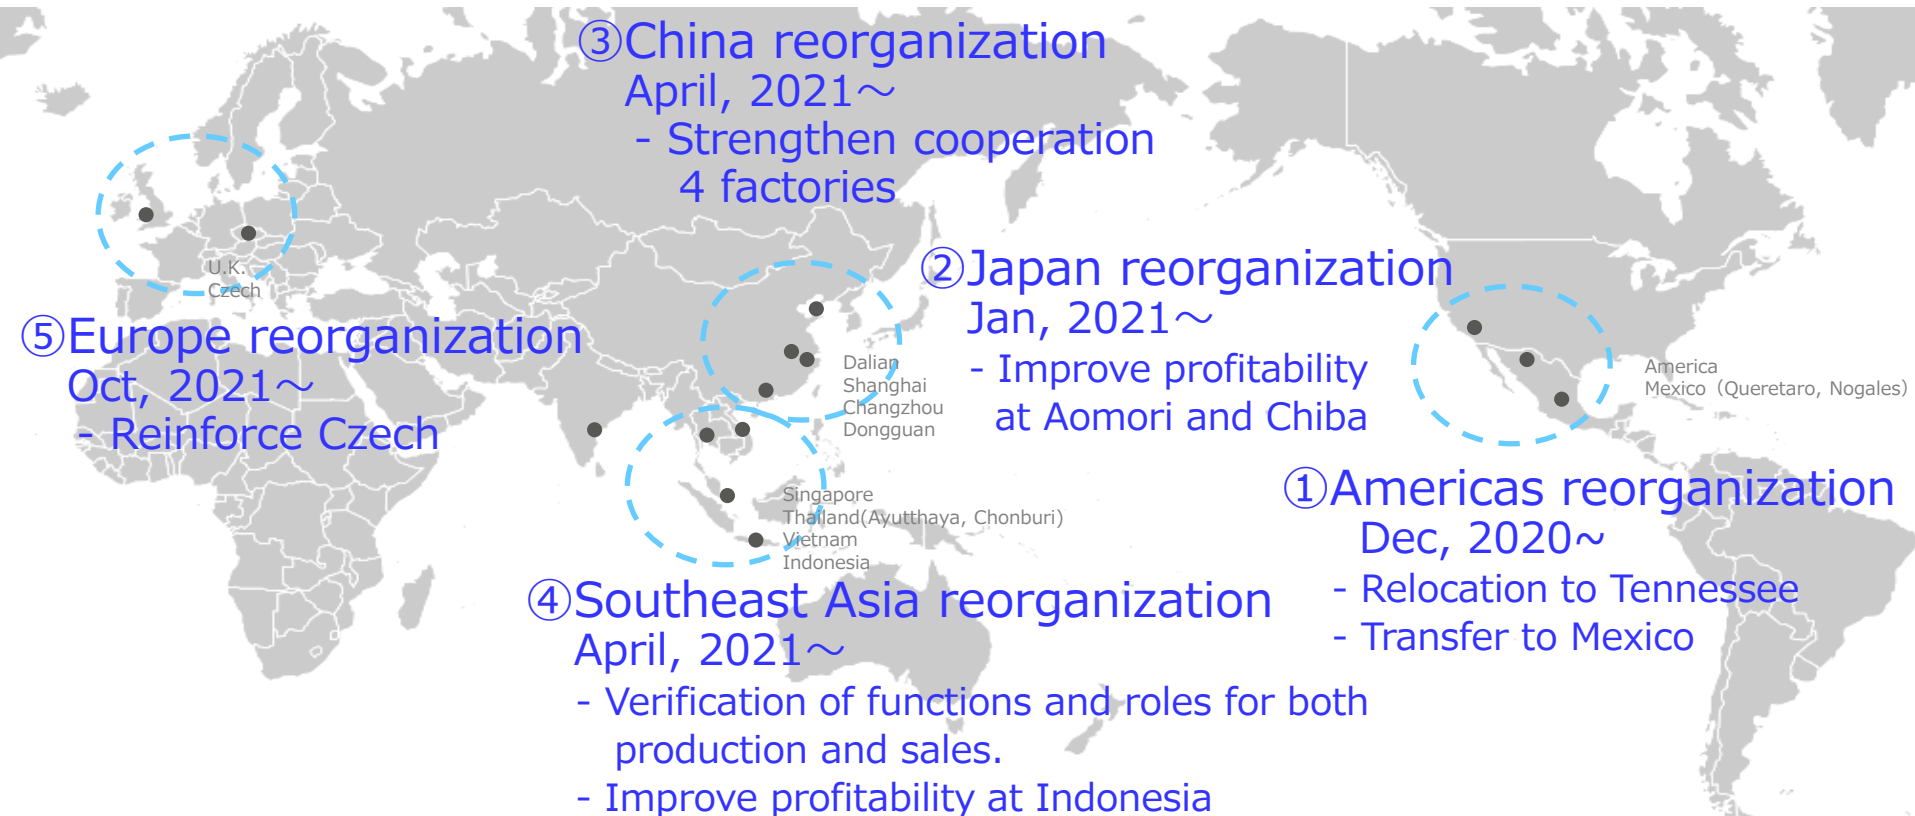 ③China reorganization
April, 2021～
- Strengthen cooperation
4 factories
②Japan reorganization
Jan, 2021～
- Improve profitability
at Aomori and Chiba
U.K.
Czech
⑤Europe reorganization
Oct, 2021～
- Reinforce Czech
Dalian
Shanghai
Changzhou
Dongguan
America
Mexico（Queretaro, Nogales）
①Americas reorganization
Dec, 2020~
- Relocation to Tennessee
- Transfer to Mexico
Singapore
Thailand(Ayutthaya, Chonburi)
Vietnam
Indonesia
④Southeast Asia reorganization
April, 2021～
- Verification of functions and roles for both
production and sales.
- Improve profitability at Indonesia